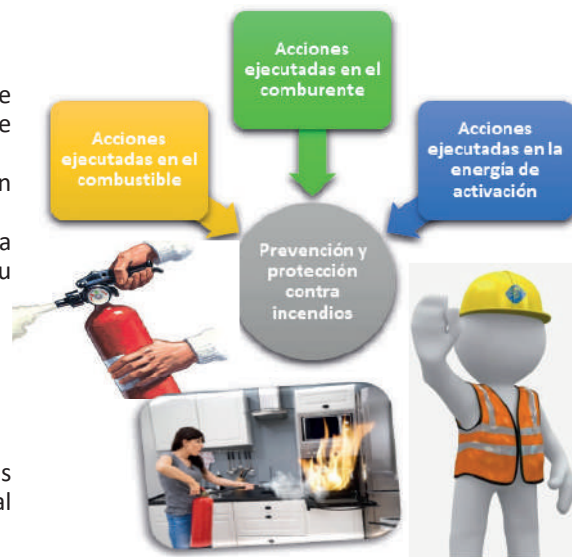 Acciones
ejecutadas en el
comburente
e
e
Acciones
ejecutadas en el
combustible
Acciones
ejecutadas en la
energía de
activación
n
a
u
Prevención y
protección
contra
incendios
s
al